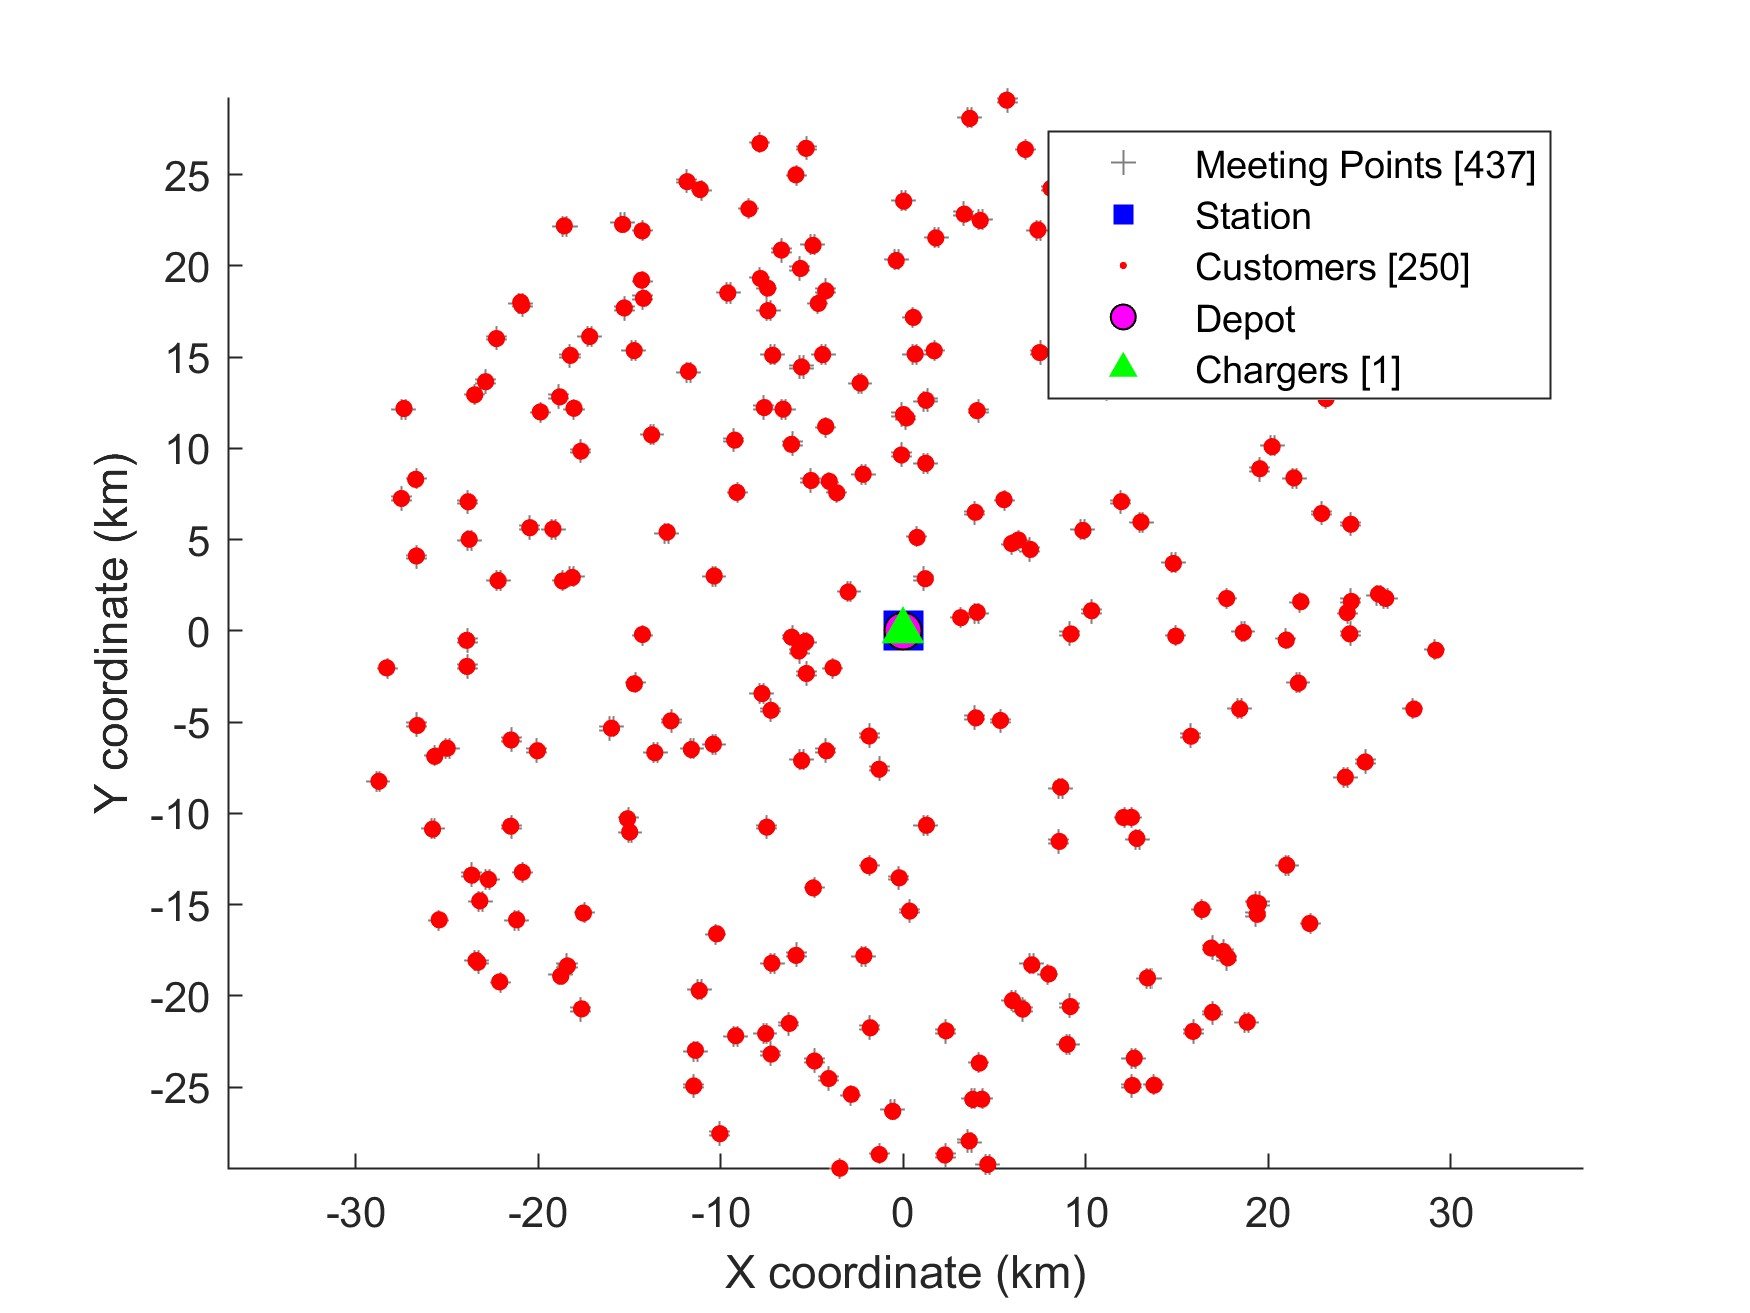 Meeting Points [437]
Station
Customers [250]
Depot
Chargers [1]
25
20
15
10
5
0
-5
-10
-15
-20
-25
Y coordinate (km)
-30 -20 -10 0 10 20 30
X coordinate (km)